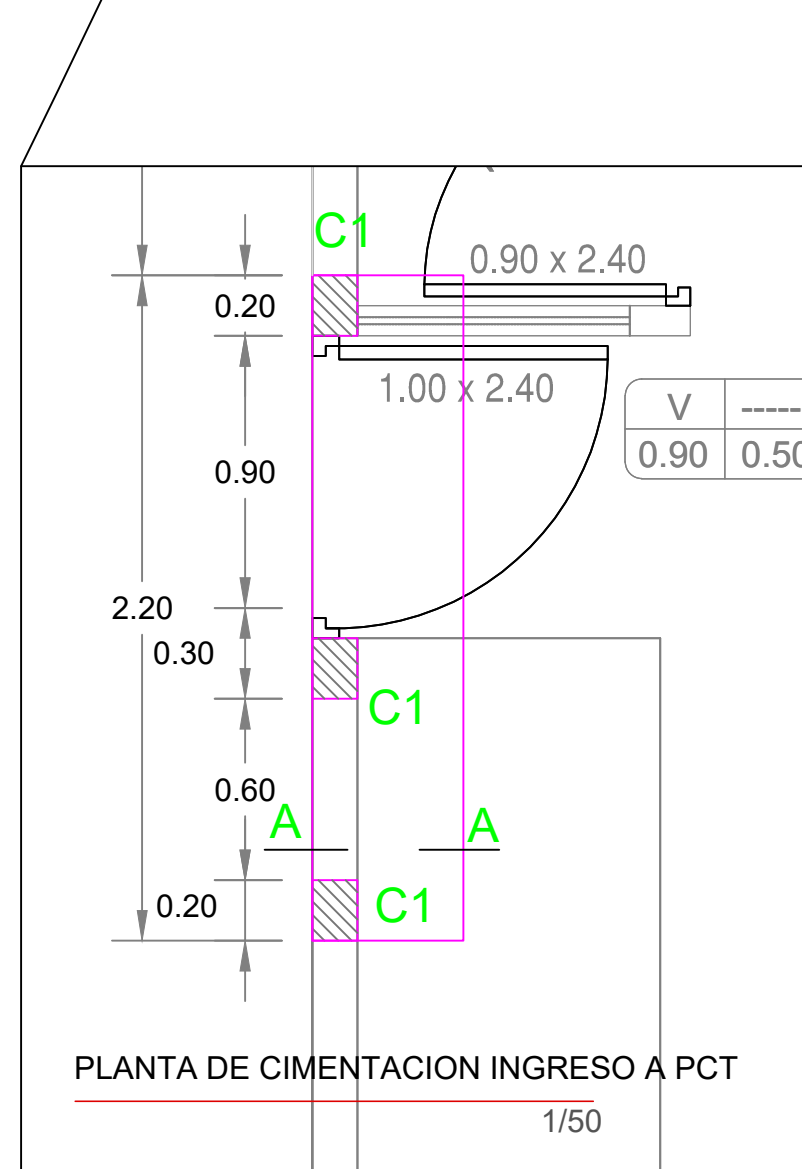 C1
0.90 x 2.40
0.20
1.00 x 2.40
V -----
0.90 0.50
0.90
2.20
0.30
C1
0.60
A A
0.20
C1
PLANTA DE CIMENTACION INGRESO A PCT
1/50